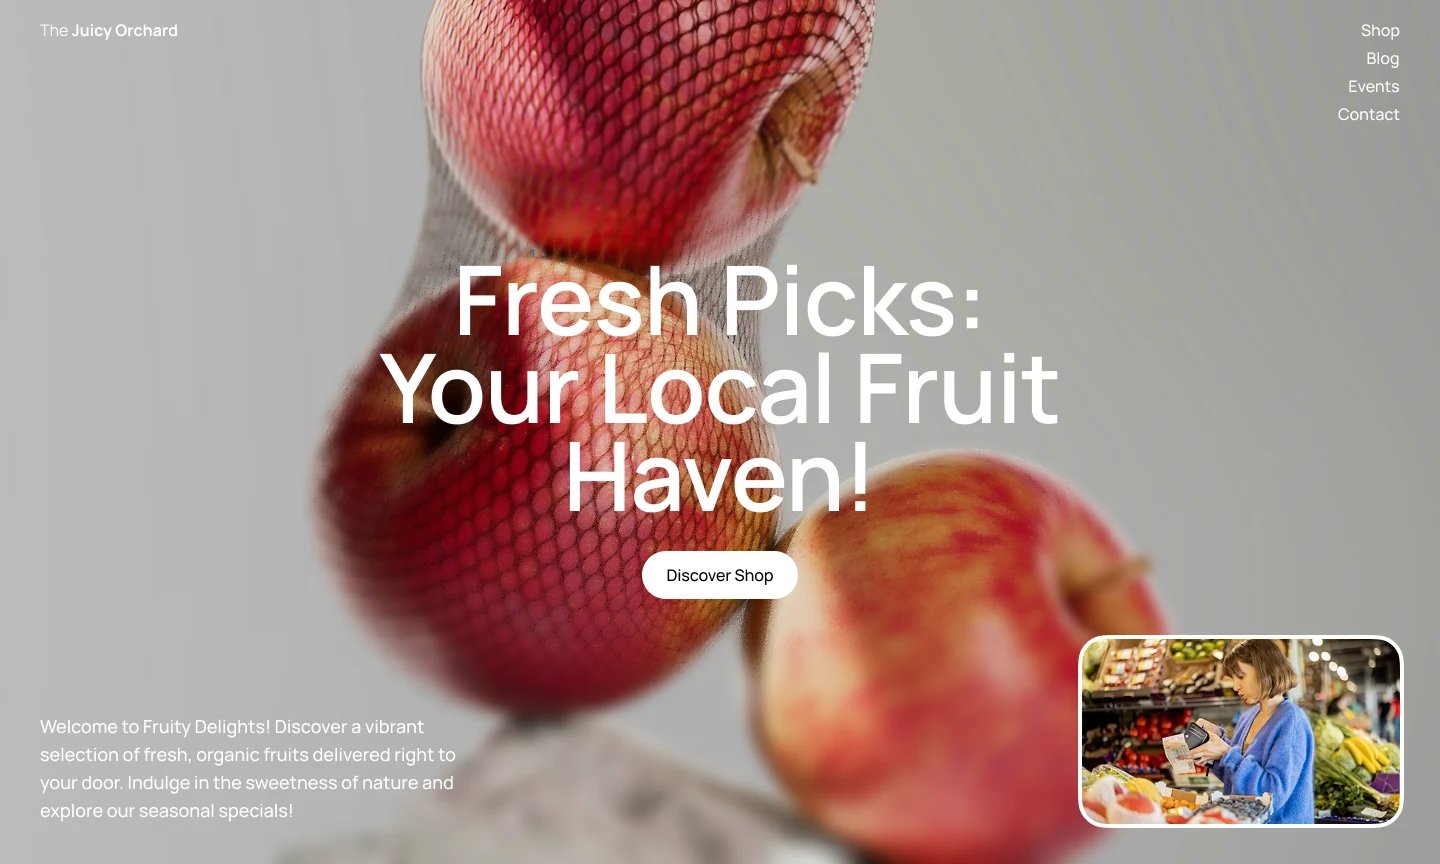 The Juicy Orchard
Shop
Blog
Events
Contact
Fresh Picks:
Your Local Fruit
Haven!
Discover Shop
Welcome to Fruity Delights! Discover a vibrant
selection of fresh, organic fruits delivered right to
your door. Indulge in the sweetness of nature and
explore our seasonal specials!